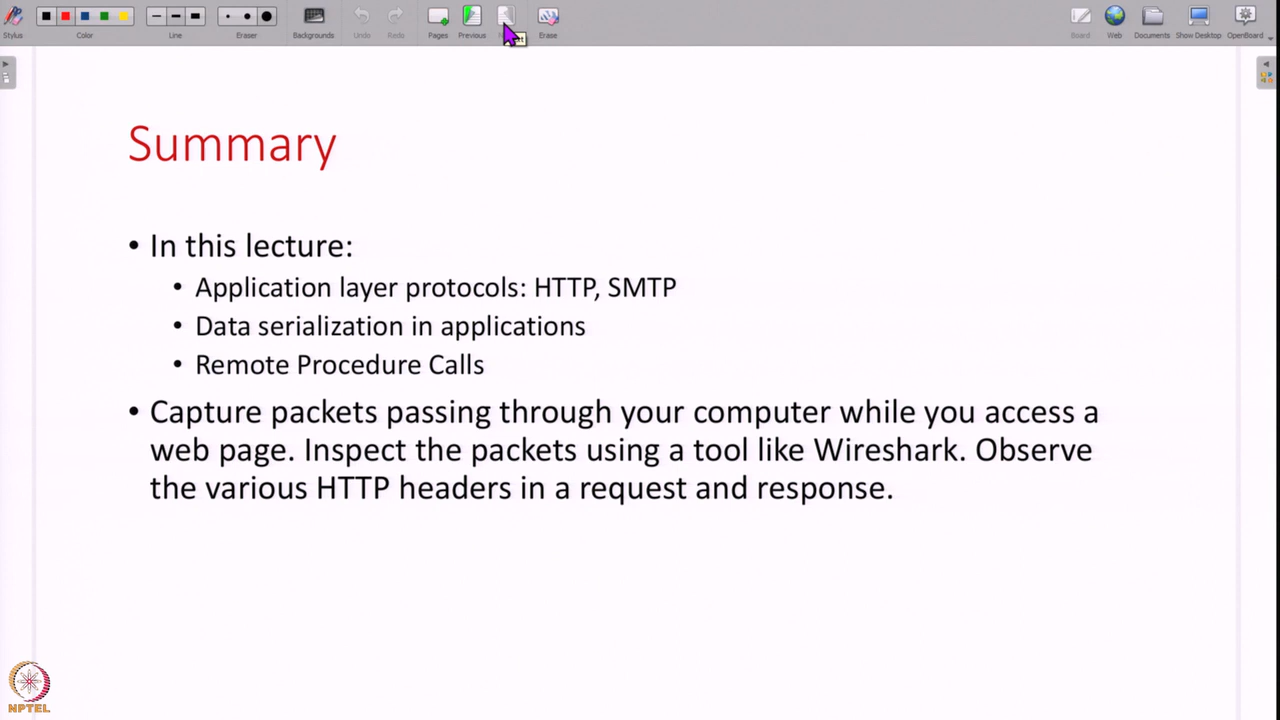 Stylus
Color
Line
Eraser
Backgrounds
Undo
Redo
Pages
Previous
Erase
Board
Web
Documents
Show Desktop
OpenBoard
Summary
• In this lecture:
• Application layer protocols: HTTP, SMTP
• Data serialization in applications
• Remote Procedure Calls
• Capture packets passing through your computer while you access a
web page. Inspect the packets using a tool like Wireshark. Observe
the various HTTP headers in a request and response.
NPTEL